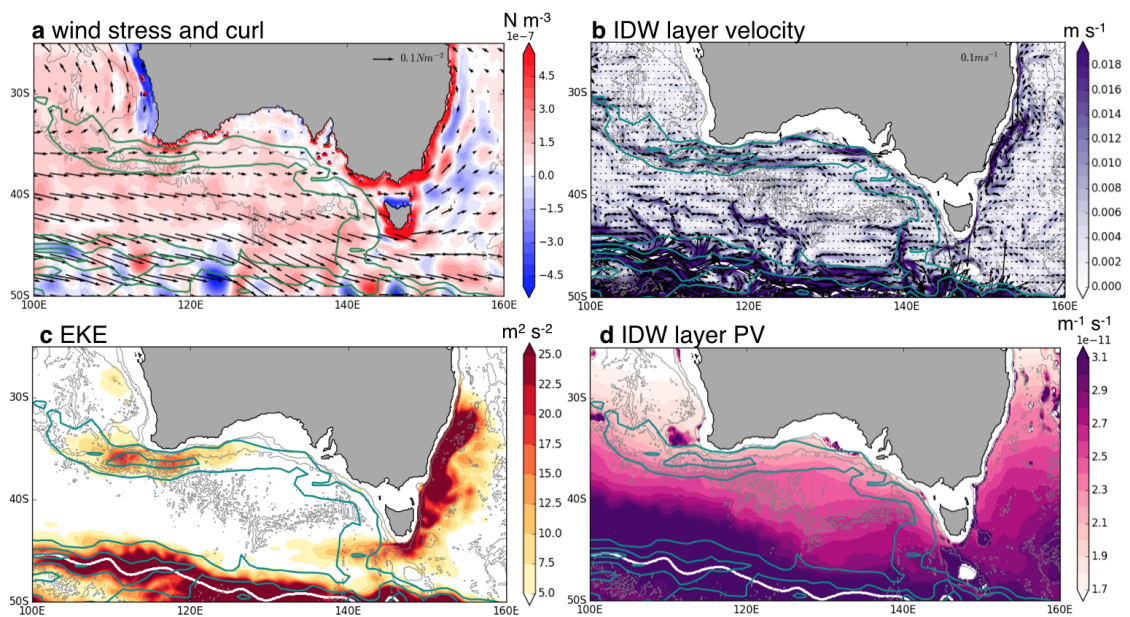 a wind stress and curl
N m-3
1e-7
0.1Nm−2
4.5
3.0
1.5
0.0
−1.5
−3.0
−4.5
30S
40S
50S
100E
120E
140E
160E
b IDW layer velocity
m s-1
0.1ms−1
0.018
0.016
0.014
0.012
0.010
0.008
0.006
0.004
0.002
0.000
30S
40S
50S
100E
120E
140E
160E
c EKE
m2 s-2
25.0
22.5
20.0
17.5
15.0
12.5
10.0
7.5
5.0
30S
40S
50S
100E
120E
140E
160E
d IDW layer PV
m-1 s-1
1e−11
3.1
2.9
2.7
2.5
2.3
2.1
1.9
1.7
30S
40S
50S
100E
120E
140E
160E